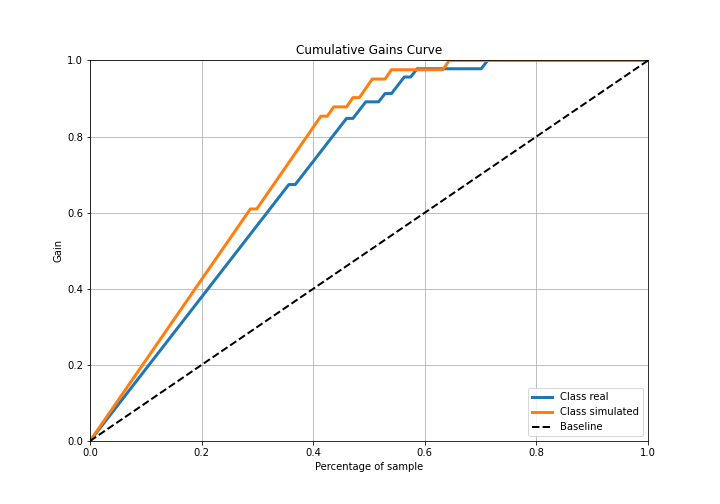 Cumulative Gains Curve
1.0
0.8
0.6
0.4
0.2
0.0
Gain
0.0 0.2 0.4 0.6 0.8 1.0
Percentage of sample
Class real
Class simulated
Baseline